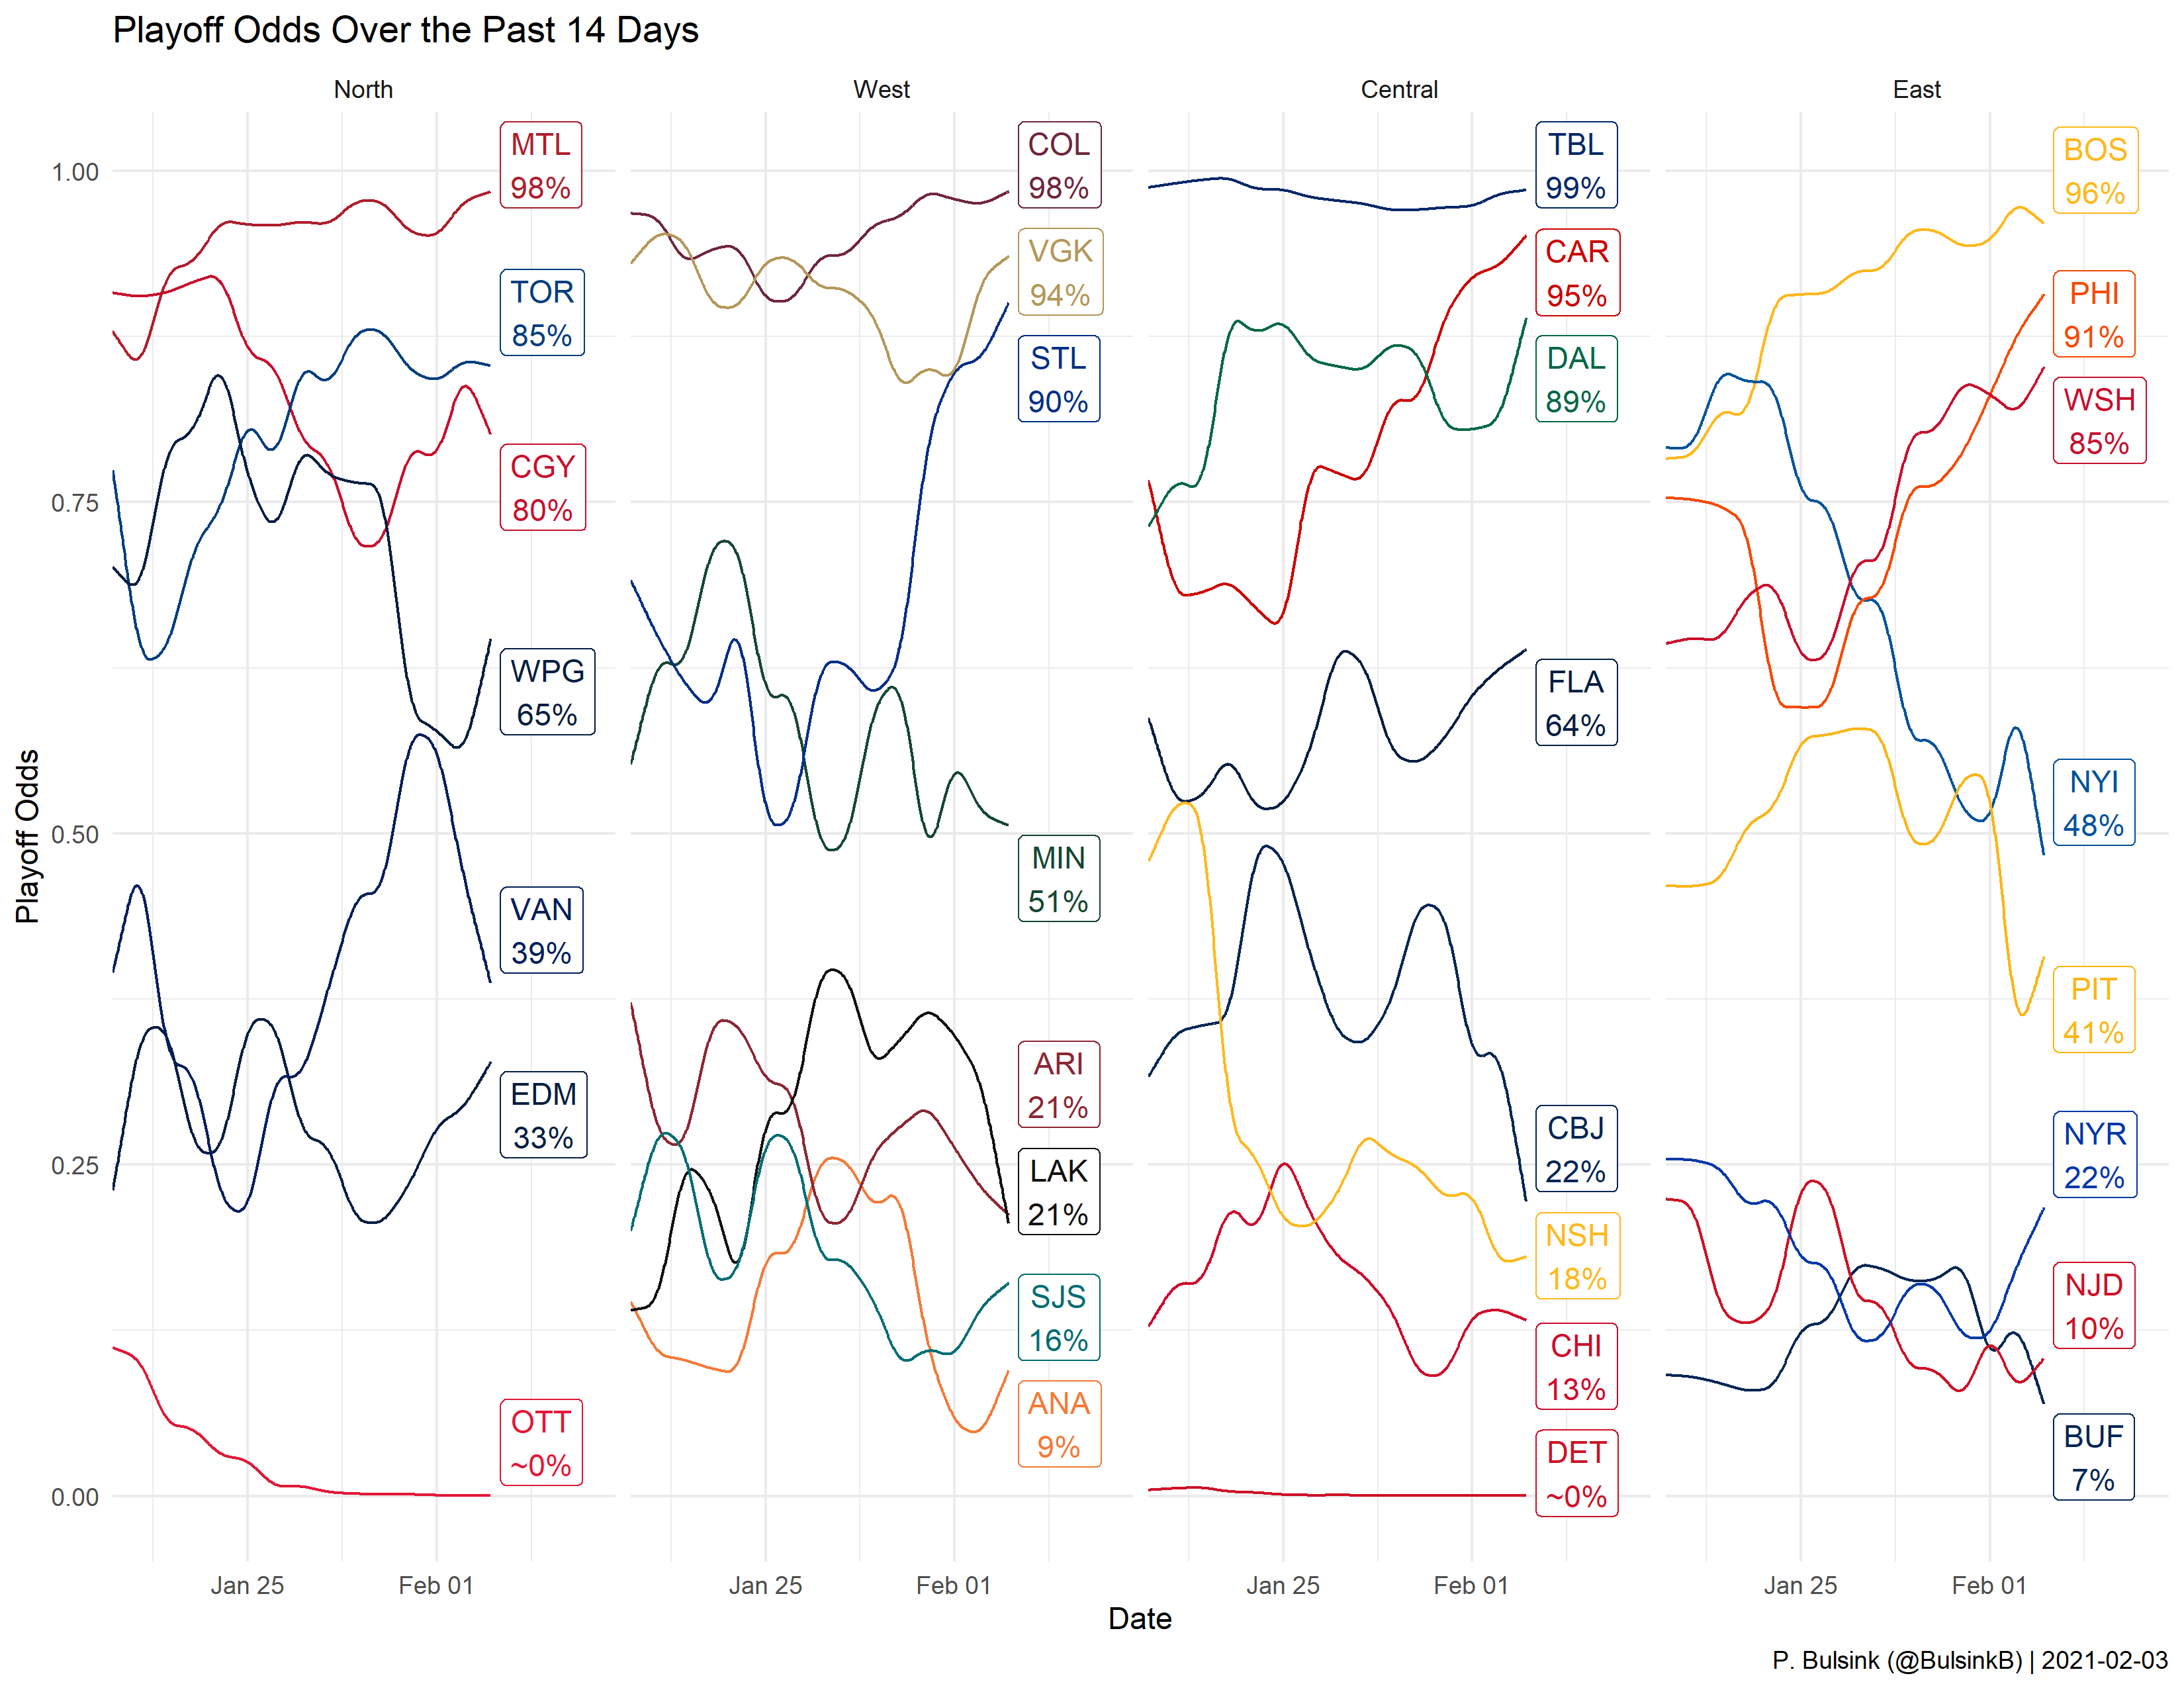 Playoff Odds Over the Past 14 Days
North
West
Central
East
Playoff Odds
1.00
0.75
0.50
0.25
0.00
MTL
98%
TOR
85%
CGY
80%
WPG
65%
VAN
39%
EDM
33%
OTT
~0%
COL
98%
VGK
94%
STL
90%
MIN
51%
ARI
21%
LAK
21%
SJS
16%
ANA
9%
TBL
99%
CAR
95%
DAL
89%
FLA
64%
CBJ
22%
NSH
18%
CHI
13%
DET
~0%
BOS
96%
PHI
91%
WSH
85%
NYI
48%
PIT
41%
NYR
22%
NJD
10%
BUF
7%
Jan 25 Feb 01
Jan 25 Feb 01
Jan 25 Feb 01
Jan 25 Feb 01
Date
P. Bulsink (@BulsinkB) | 2021-02-03